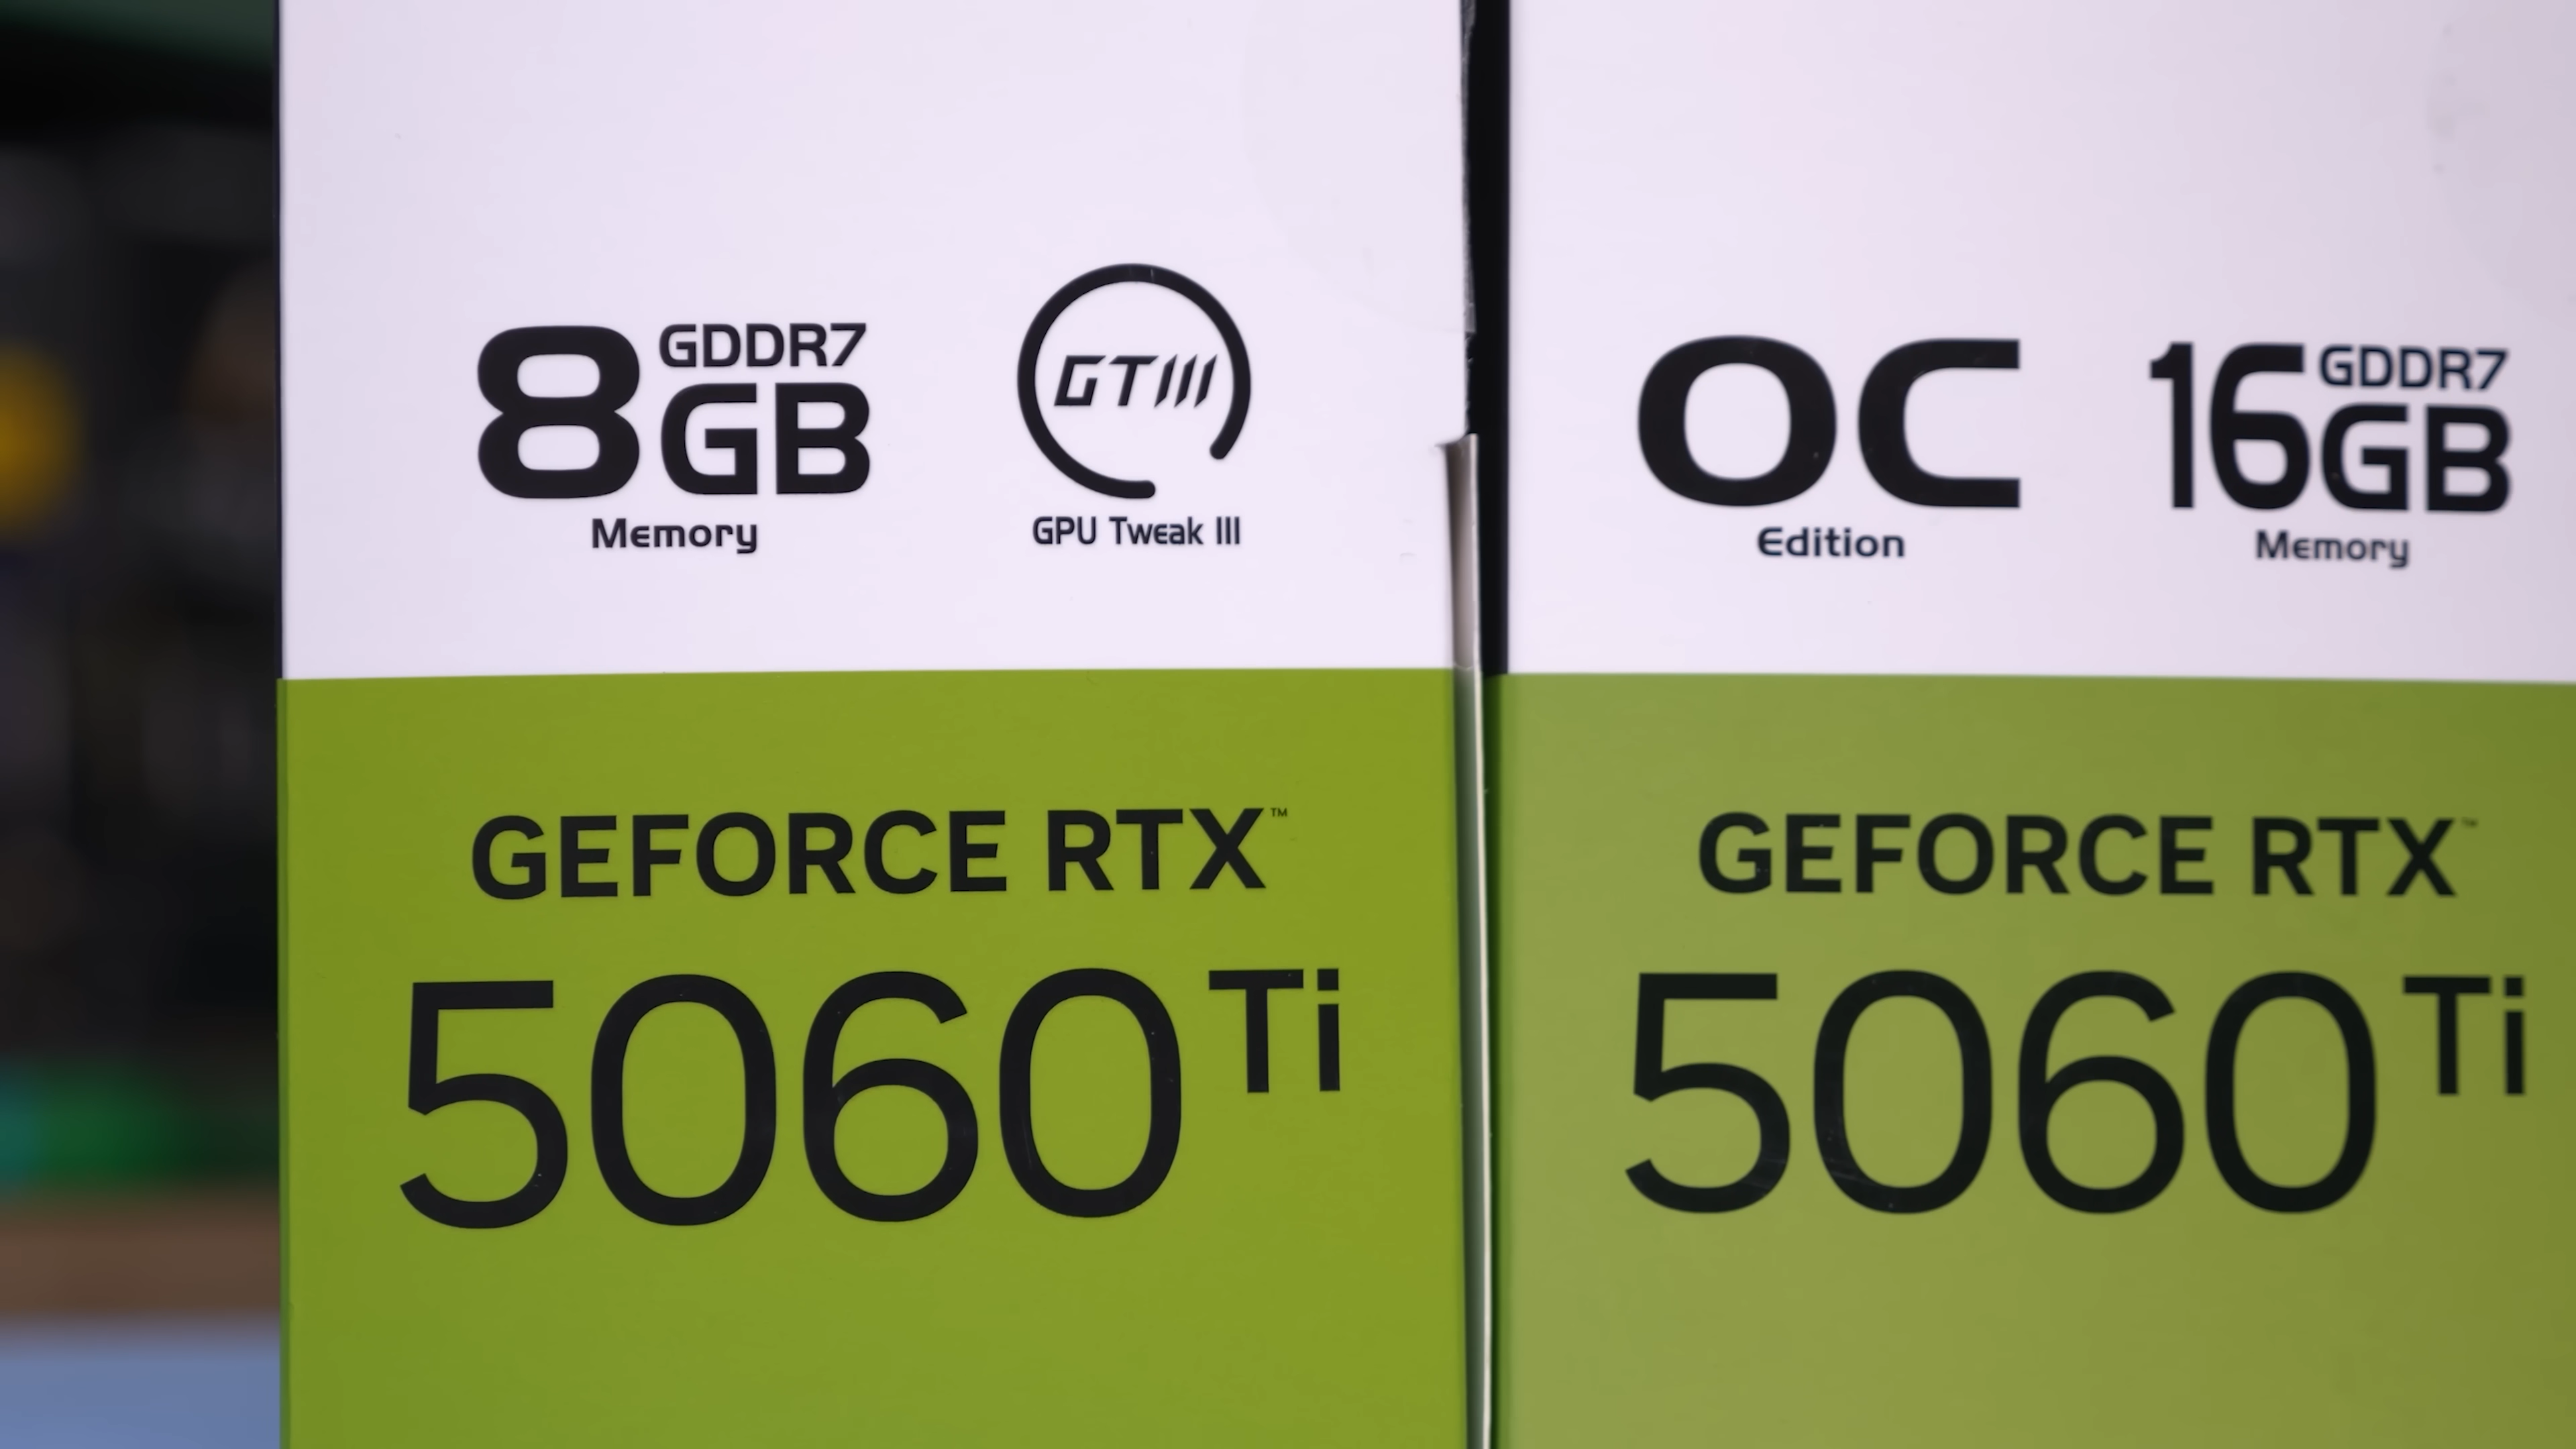 8 GDDR7
GB
Memory
GTIII
GPU Tweak III
GEFORCE RTX™
5060 Ti
OC
Edition
16 GDDR7
GB
Memory
GEFORCE RTX™
5060 Ti